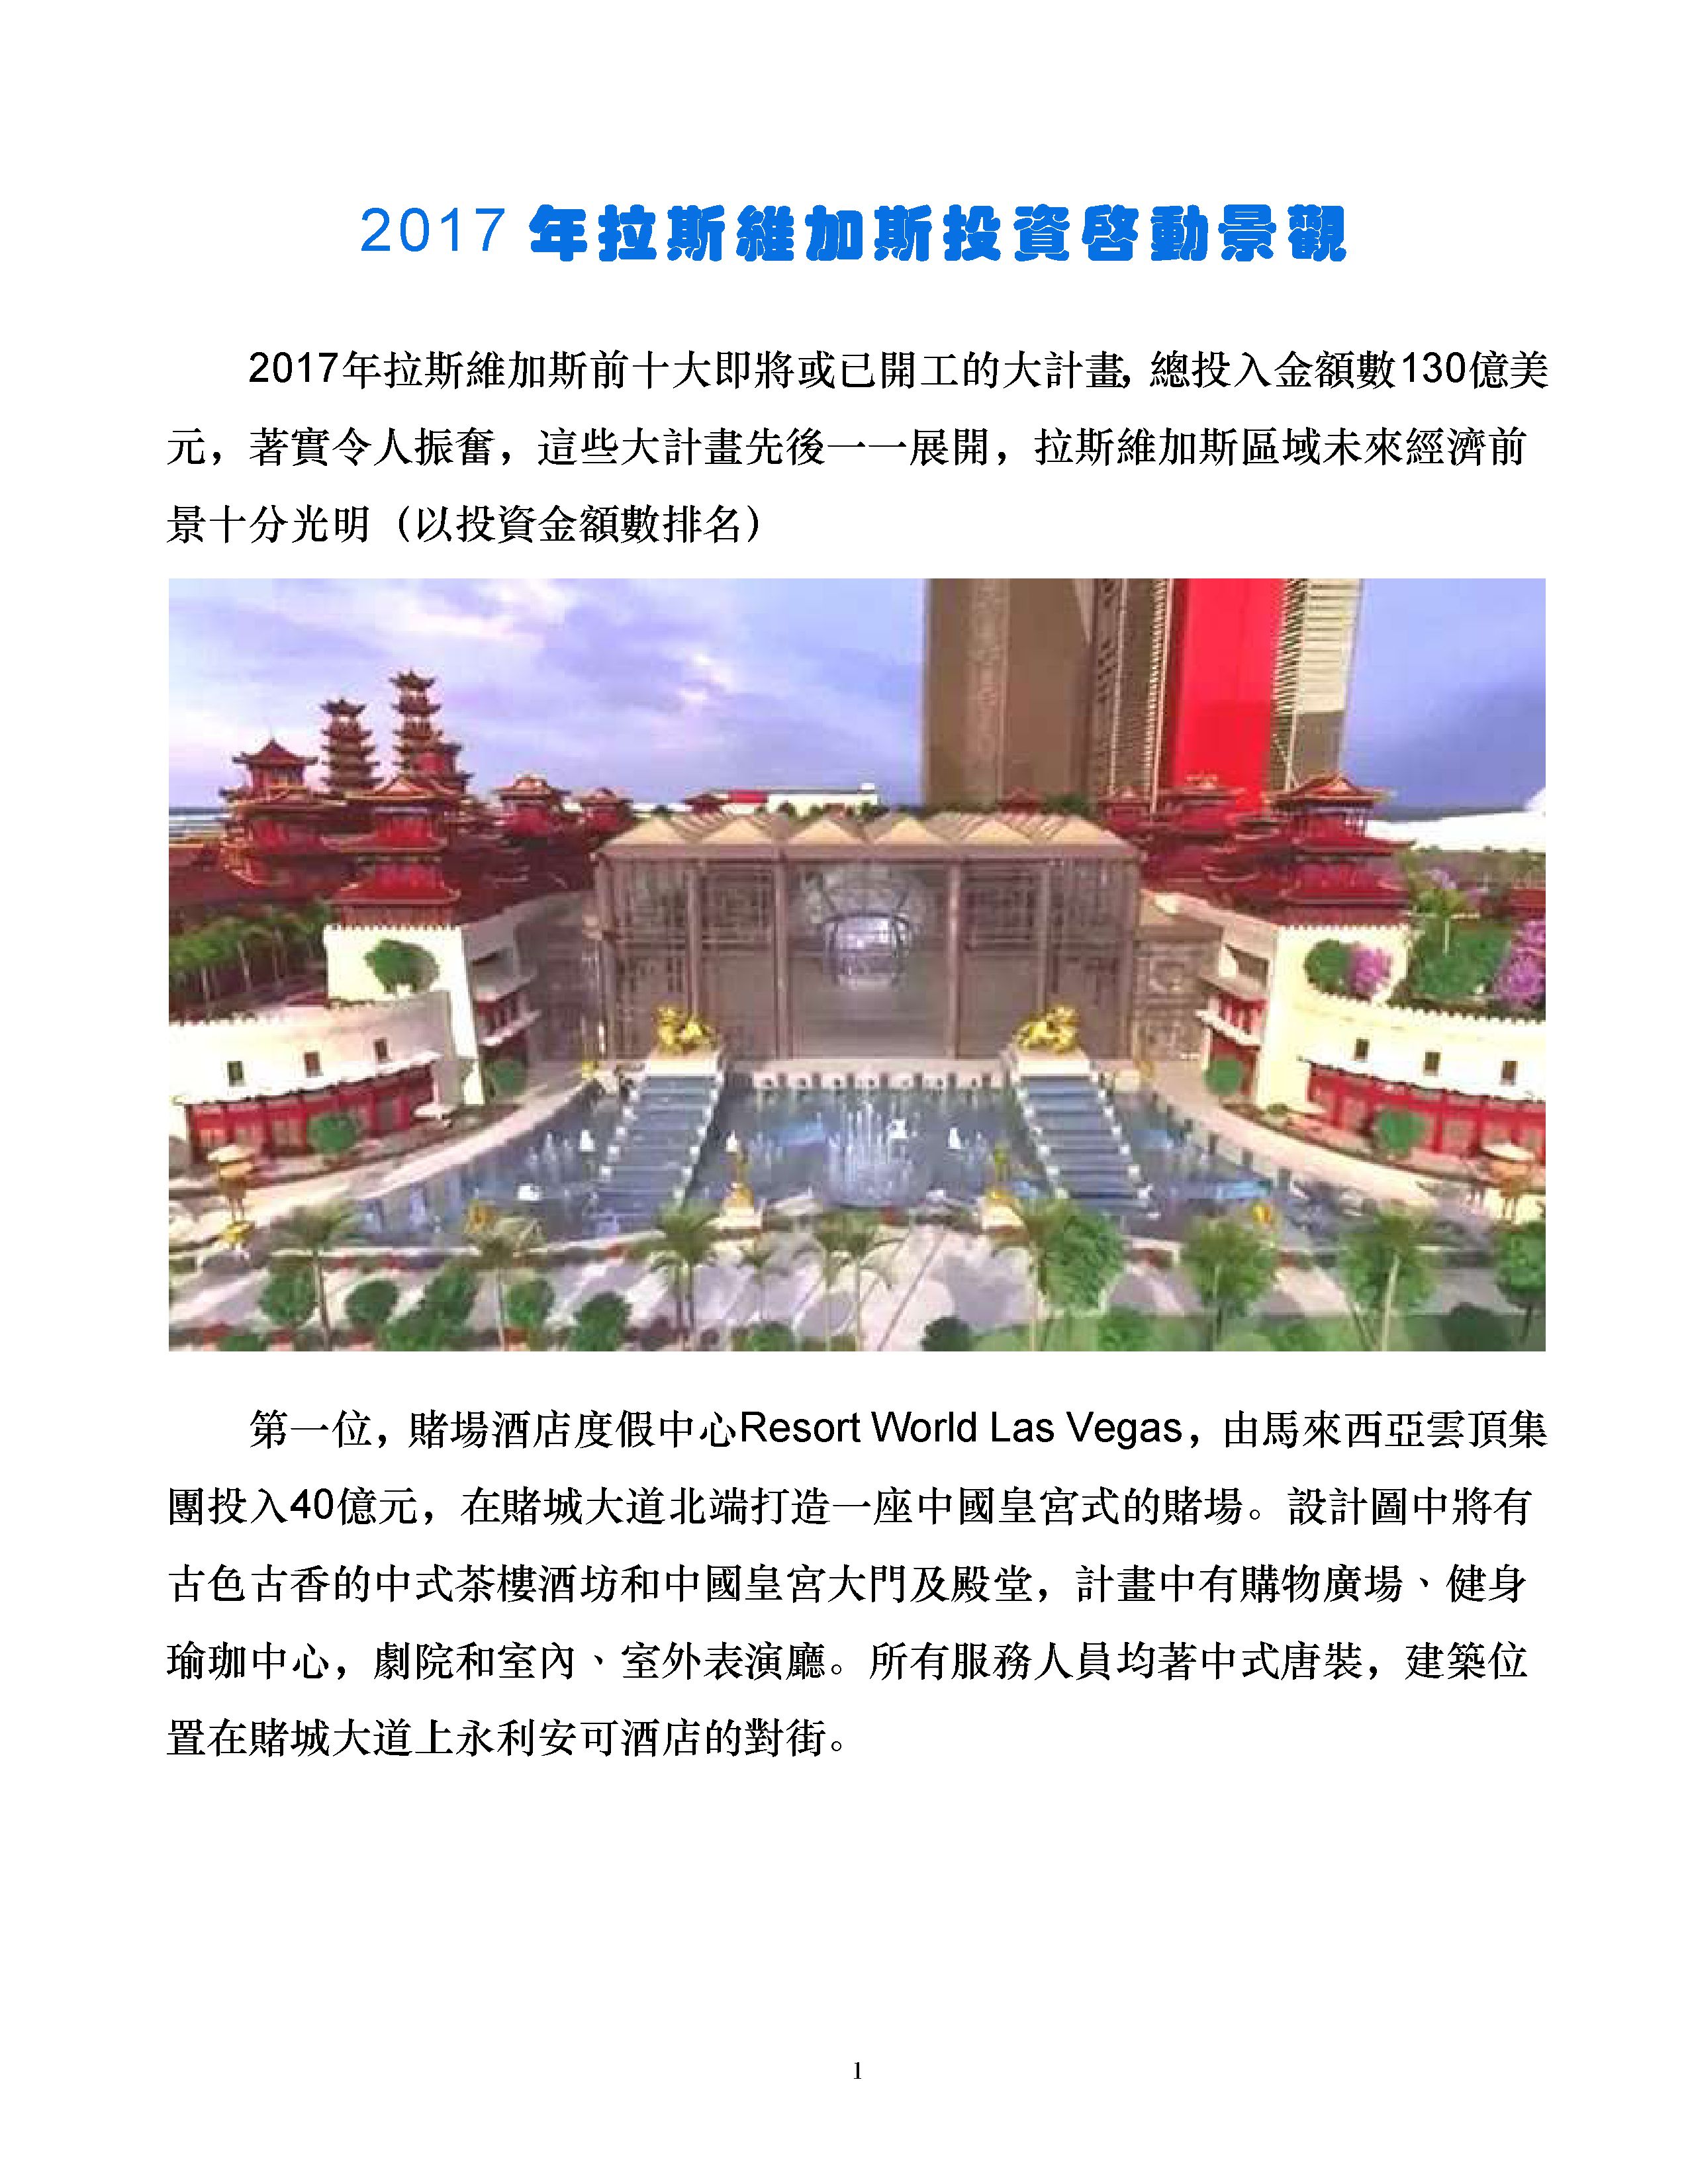 2017 年拉斯維加斯投資啓動景觀
2017年拉斯維加斯前十大即將或已開工的大計畫，總投入金額數130億美
元，著實令人振奮，這些大計畫先後一一展開，拉斯維加斯區域未來經濟前
景十分光明（以投資金額數排名）
第一位，賭場酒店度假中心Resort World Las Vegas，由馬來西亞雲頂集
團投入40億元，在賭城大道北端打造一座中國皇宮式的賭場。設計圖中將有
古色古香的中式茶樓酒坊和中國皇宮大門及殿堂，計畫中有購物廣場、健身
瑜珈中心，劇院和室內、室外表演廳。所有服務人員均著中式唐裝，建築位
置在賭城大道上永利安可酒店的對街。
1